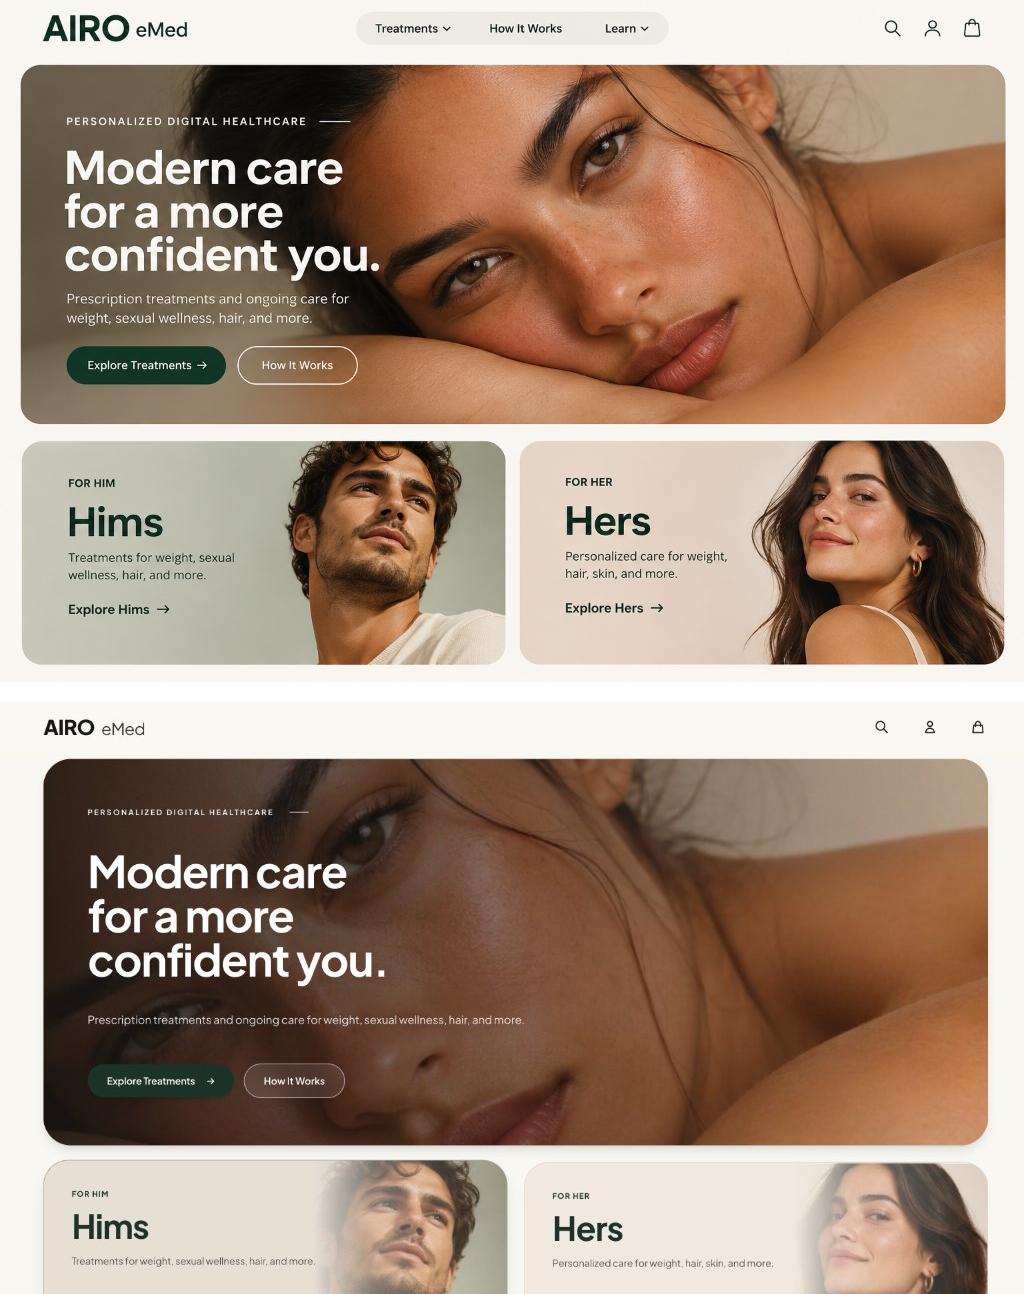 AIRO eMed
Treatments
How It Works
Learn
PERSONALIZED DIGITAL HEALTHCARE
Modern care
for a more
confident you.
Prescription treatments and ongoing care for
weight, sexual wellness, hair, and more.
Explore Treatments →
How It Works
FOR HIM
Hims
Treatments for weight, sexual
wellness, hair, and more.
Explore Hims →
FOR HER
Hers
Personalized care for weight,
hair, skin, and more.
Explore Hers →
AIRO eMed
PERSONALIZED DIGITAL HEALTHCARE
Modern care
for a more
confident you.
Prescription treatments and ongoing care for weight, sexual wellness, hair, and more.
Explore Treatments →
How It Works
FOR HIM
Hims
Treatments for weight, sexual wellness, hair, and more.
FOR HER
Hers
Personalized care for weight, hair, skin, and more.